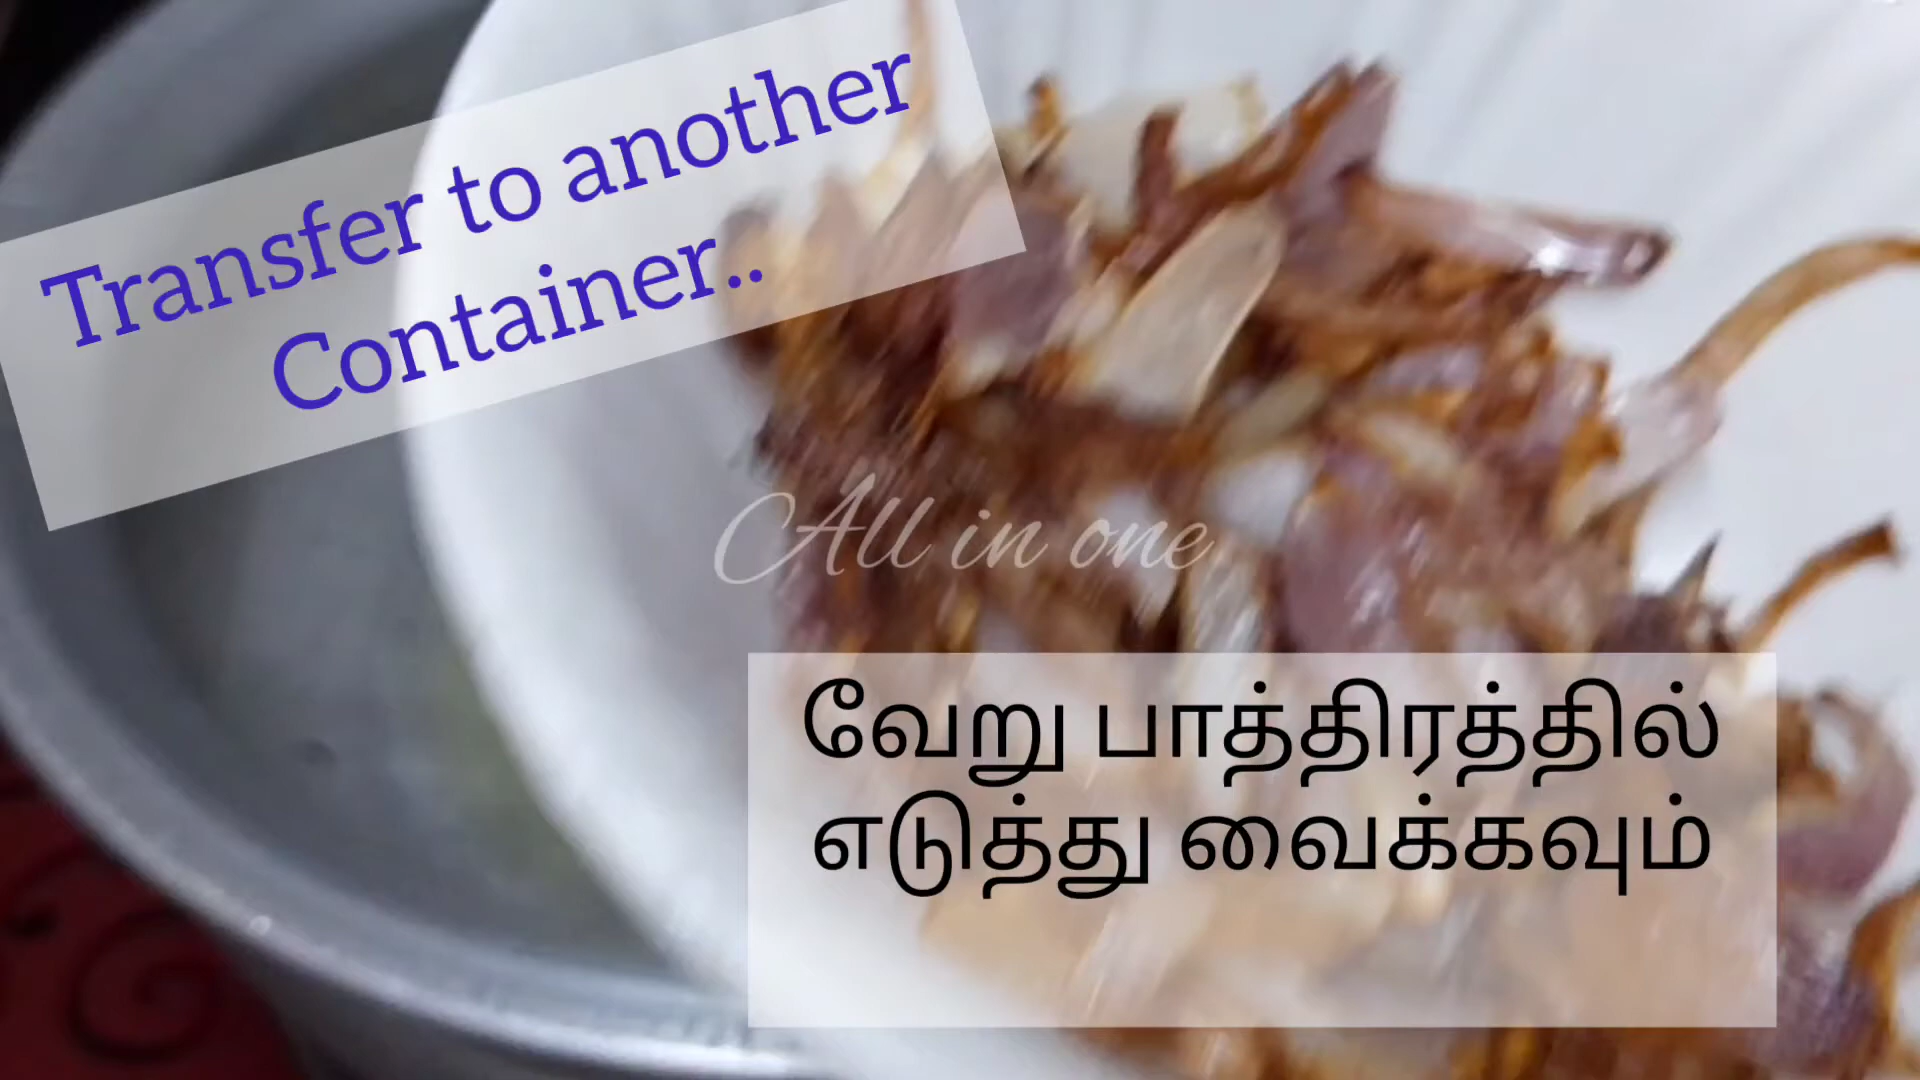 Transfer to another
Container..
All in one
வேறு பாத்திரத்தில்
எடுத்து வைக்கவும்